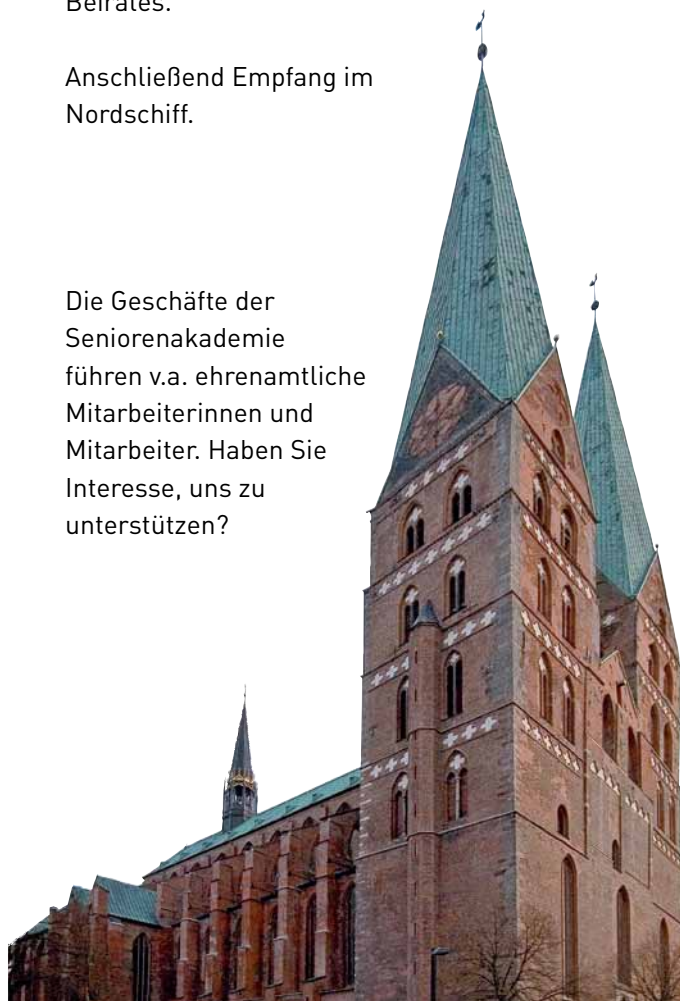 Beirates.
Anschließend Empfang im
Nordschiff.
Die Geschäfte der
Seniorenakademie
führen v.a. ehrenamtliche
Mitarbeiterinnen und
Mitarbeiter. Haben Sie
Interesse, uns zu
unterstützen?